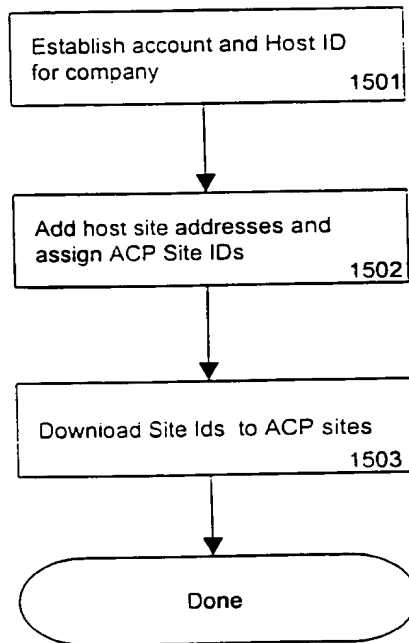 Establish account and Host ID
for company
1501
Add host site addresses and
assign ACP Site IDs
1502
Download Site Ids to ACP sites
1503
Done